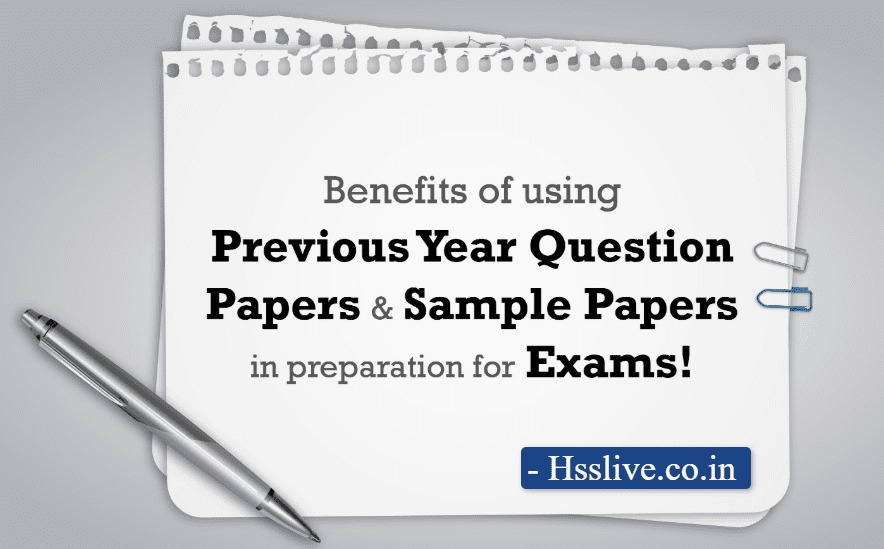 Benefits of using
Previous Year Question
Papers & Sample Papers
in preparation for Exams!
- Hsslive.co.in